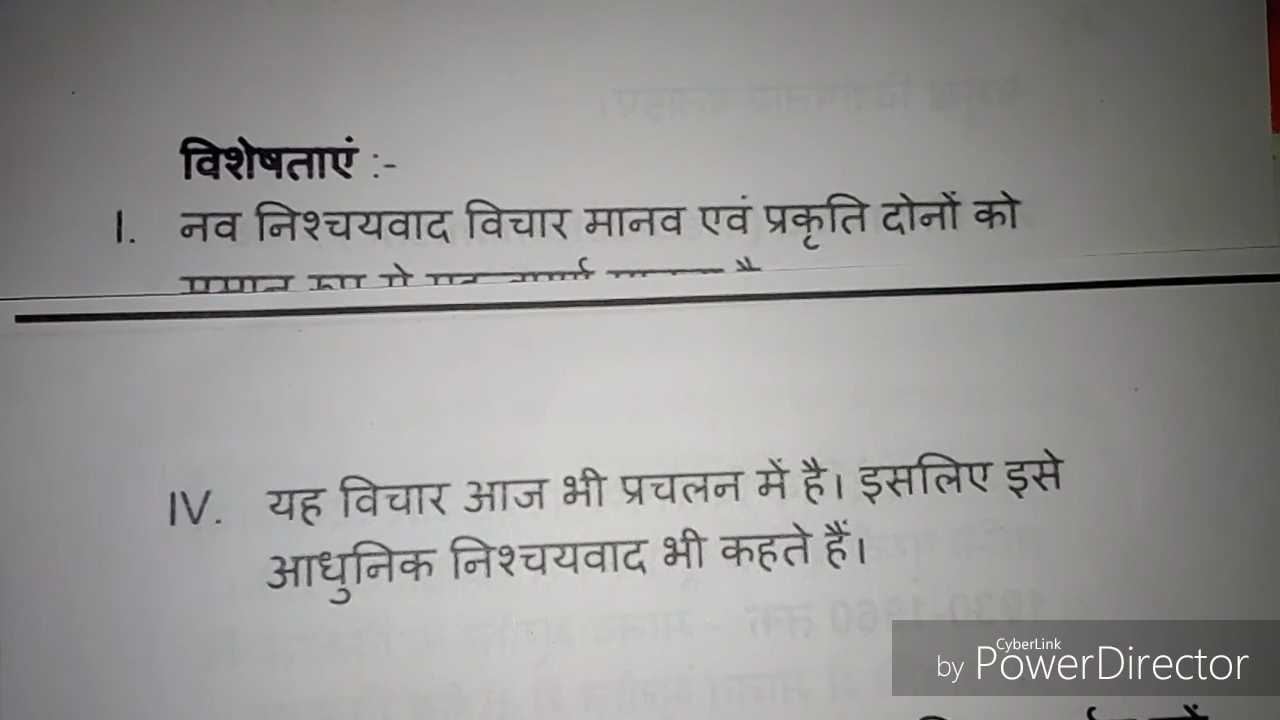 विशेषताएं :-
I. नव निश्चयवाद विचार मानव एवं प्रकृति दोनों को
IV. यह विचार आज भी प्रचलन में है। इसलिए इसे
आधुनिक निश्चयवाद भी कहते हैं।
CyberLink
by PowerDirector